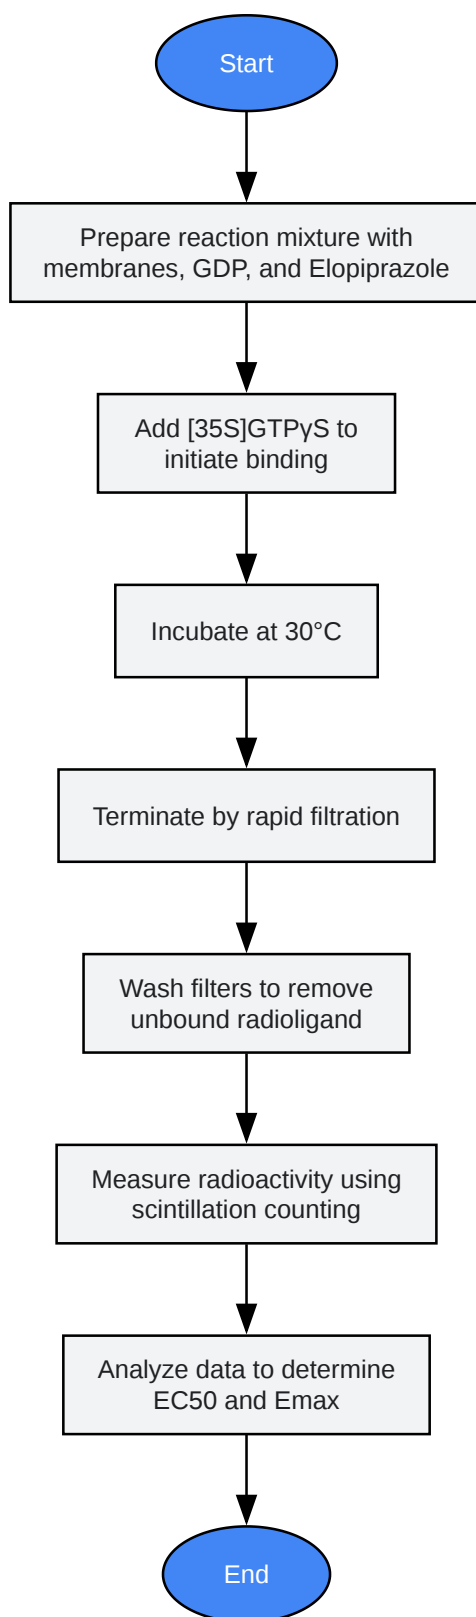 Start
Prepare reaction mixture with
membranes, GDP, and Elopiprazole
Add [35S]GTPγS to
initiate binding
Incubate at 30°C
Terminate by rapid filtration
Wash filters to remove
unbound radioligand
Measure radioactivity using
scintillation counting
Analyze data to determine
EC50 and Emax
End